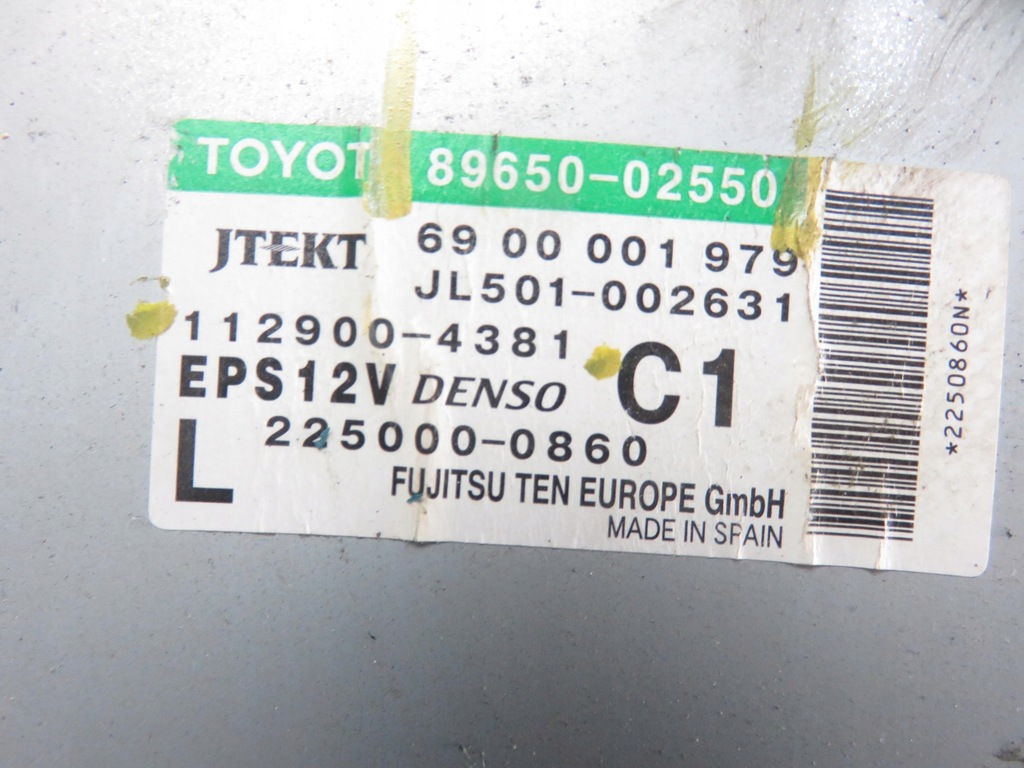 TOYOT 89650-02550
JTEKT 69 00 001 979
JL501-002631
112900-4381
EPS12V DENSO C1
L 225000-0860
FUJITSU TEN EUROPE GmbH
MADE IN SPAIN
*2250860N*